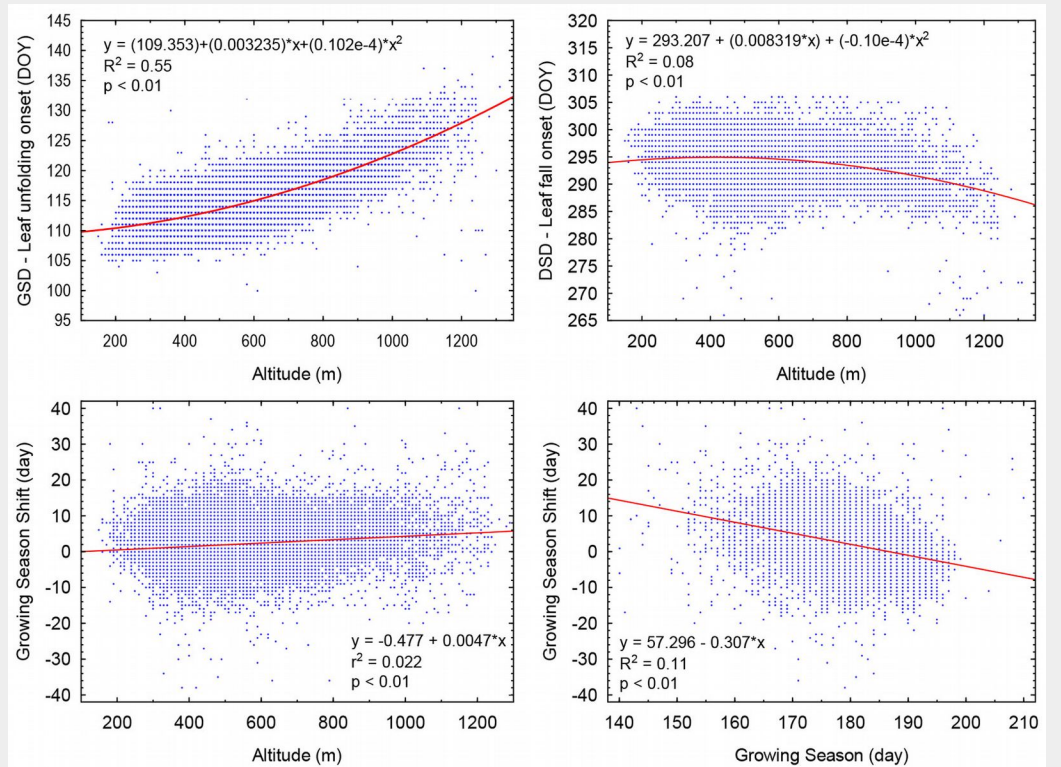 y = (109.353)+(0.003235)*x+(0.102e-4)*x²
R² = 0.55
p < 0.01
GSD - Leaf unfolding onset (DOY)
145
140
135
130
125
120
115
110
105
100
95
200 400 600 800 1000 1200
Altitude (m)
y = 293.207 + (0.008319*x) + (-0.10e-4)*x²
R² = 0.08
p < 0.01
DSD - Leaf fall onset (DOY)
320
315
310
305
300
295
290
285
280
275
270
265
200 400 600 800 1000 1200
Altitude (m)
Growing Season Shift (day)
40
30
20
10
0
-10
-20
-30
-40
y = -0.477 + 0.0047*x
r² = 0.022
p < 0.01
200 400 600 800 1000 1200
Altitude (m)
Growing Season Shift (day)
40
30
20
10
0
-10
-20
-30
-40
y = 57.296 - 0.307*x
R² = 0.11
p < 0.01
140 150 160 170 180 190 200 212
Growing Season (day)